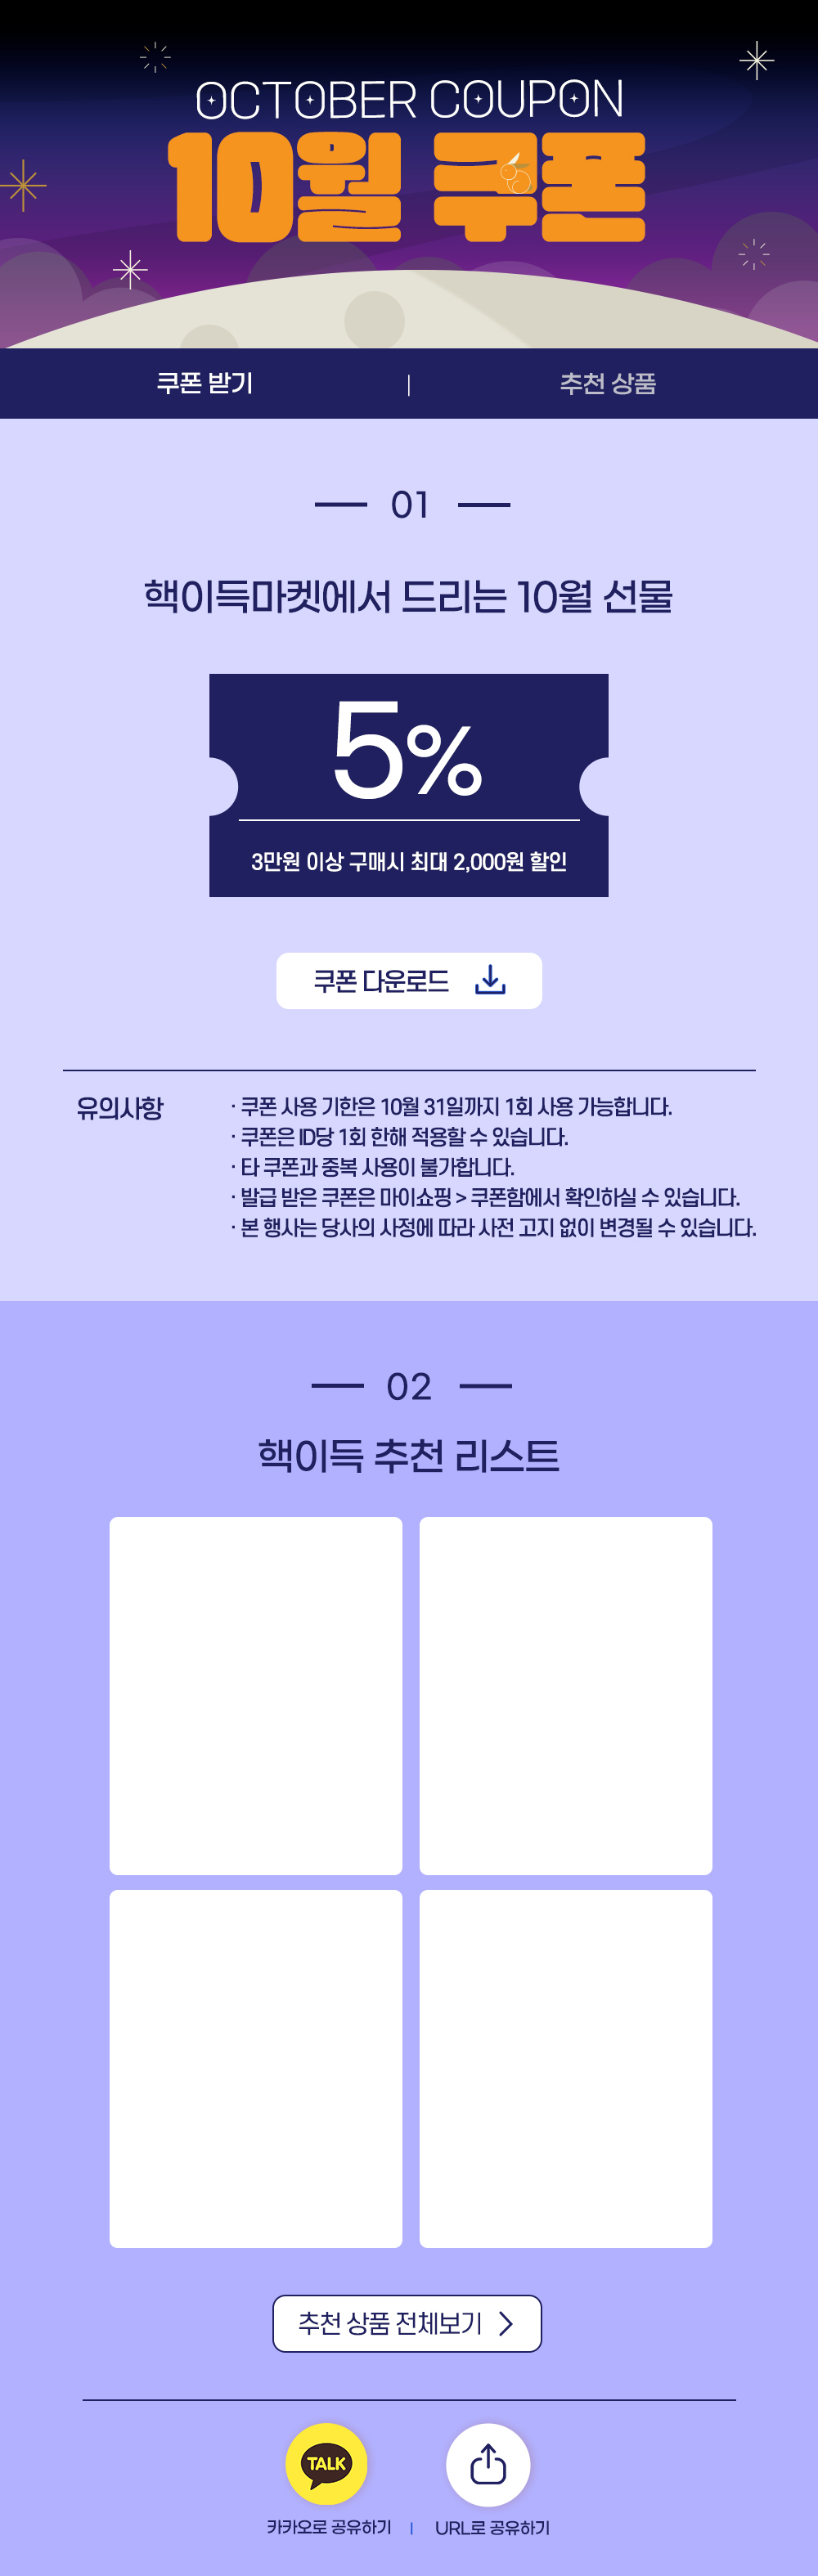 OCTOBER COUPON
10월 쿠폰
쿠폰 받기 | 추천 상품
01
핵이득마켓에서 드리는 10월 선물
5%
3만원 이상 구매시 최대 2,000원 할인
쿠폰 다운로드
유의사항
· 쿠폰 사용 기한은 10월 31일까지 1회 사용 가능합니다.
· 쿠폰은 ID당 1회 한해 적용할 수 있습니다.
· 타 쿠폰과 중복 사용이 불가합니다.
· 발급 받은 쿠폰은 마이쇼핑 > 쿠폰함에서 확인하실 수 있습니다.
· 본 행사는 당사의 사정에 따라 사전 고지 없이 변경될 수 있습니다.
02
핵이득 추천 리스트
추천 상품 전체보기
TALK
카카오로 공유하기 | URL로 공유하기